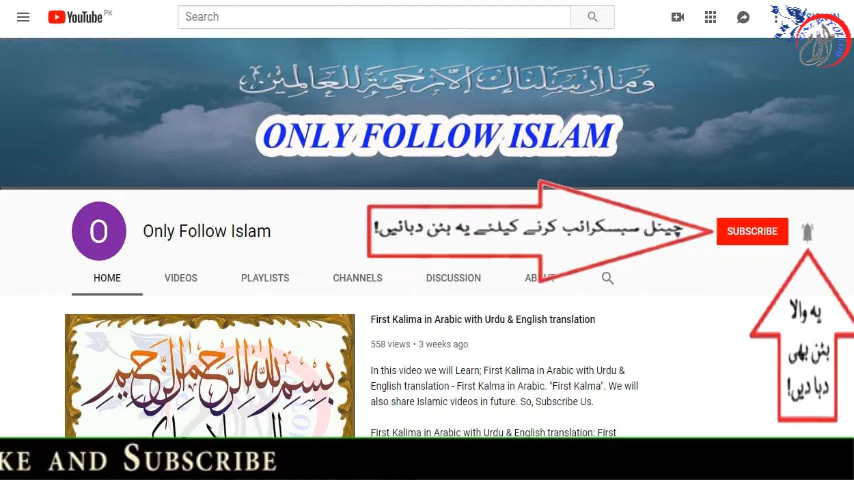 YouTube PK
Search
وما أرسلناك إلا رحمة للعالمين
ONLY FOLLOW ISLAM
O
Only Follow Islam
چینل سبسکرائب کرنے کیلئے یہ بٹن دبائیں!
SUBSCRIBE
HOME
VIDEOS
PLAYLISTS
CHANNELS
DISCUSSION
یہ والا
بٹن بھی
دبا دیں!
First Kalima in Arabic with Urdu & English translation
558 views • 3 weeks ago
In this video we will Learn; First Kalima in Arabic with Urdu &
English translation - First Kalma in Arabic. "First Kalma". We will
also share Islamic videos in future. So, Subscribe Us.
First Kalima in Arabic with Urdu & English translation: First
بسم الله الرحمن الرحيم
KE AND SUBSCRIBE